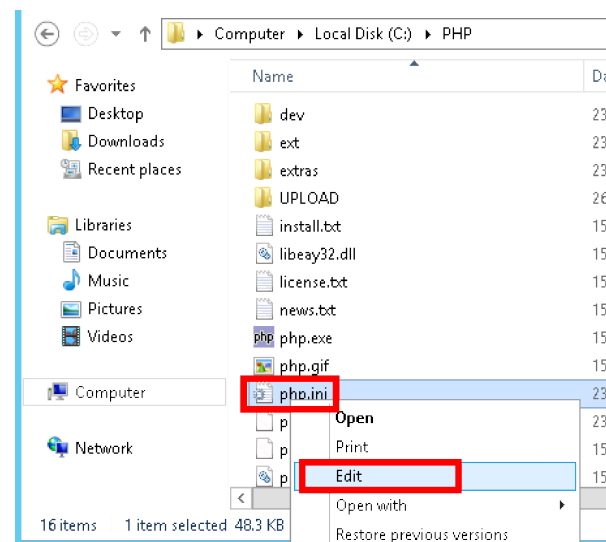 Computer Local Disk (C:) PHP
Name
Favorites
Desktop
Downloads
Recent places
Libraries
Documents
Music
Pictures
Videos
Computer
Network
dev 23
ext 23
extras 23
UPLOAD 26
install.txt 15
libeay32.dll 15
license.txt 15
news.txt 15
php php.exe 15
php.gif 15
php.ini 23
p 23
p 15
p 15
Open
Print
Edit
Open with
Restore previous versions
16 items 1 item selected 48.3 KB